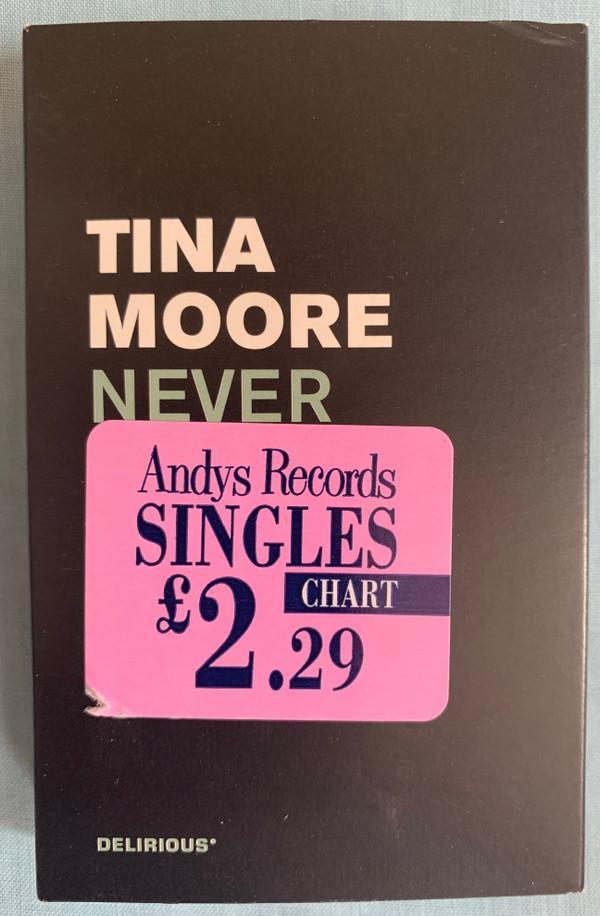 TINA
MOORE
NEVER
Andys Records
SINGLES
CHART
£2.29
DELIRIOUS*